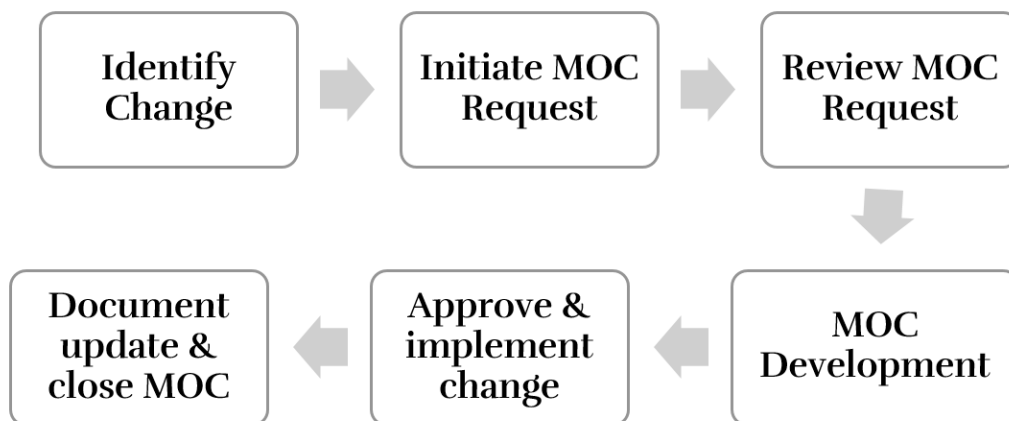 Identify
Change
Initiate MOC
Request
Review MOC
Request
MOC
Development
Approve &
implement
change
Document
update &
close MOC